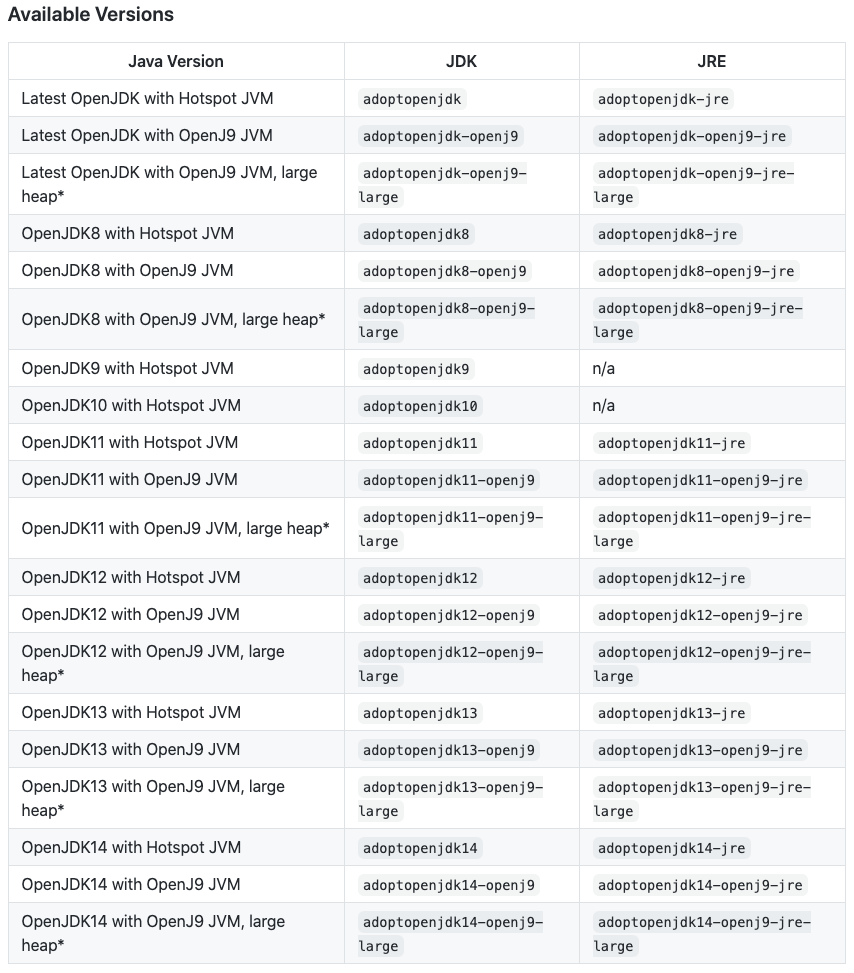 Available Versions
Java Version JDK JRE
Latest OpenJDK with Hotspot JVM adoptopenjdk adoptopenjdk-jre
Latest OpenJDK with OpenJ9 JVM adoptopenjdk-openj9 adoptopenjdk-openj9-jre
Latest OpenJDK with OpenJ9 JVM, large adoptopenjdk-openj9- adoptopenjdk-openj9-jre-
heap* large large
OpenJDK8 with Hotspot JVM adoptopenjdk8 adoptopenjdk8-jre
OpenJDK8 with OpenJ9 JVM adoptopenjdk8-openj9 adoptopenjdk8-openj9-jre
OpenJDK8 with OpenJ9 JVM, large heap* adoptopenjdk8-openj9- adoptopenjdk8-openj9-jre-
large large
OpenJDK9 with Hotspot JVM adoptopenjdk9 n/a
OpenJDK10 with Hotspot JVM adoptopenjdk10 n/a
OpenJDK11 with Hotspot JVM adoptopenjdk11 adoptopenjdk11-jre
OpenJDK11 with OpenJ9 JVM adoptopenjdk11-openj9 adoptopenjdk11-openj9-jre
OpenJDK11 with OpenJ9 JVM, large heap* adoptopenjdk11-openj9- adoptopenjdk11-openj9-jre-
large large
OpenJDK12 with Hotspot JVM adoptopenjdk12 adoptopenjdk12-jre
OpenJDK12 with OpenJ9 JVM adoptopenjdk12-openj9 adoptopenjdk12-openj9-jre
OpenJDK12 with OpenJ9 JVM, large adoptopenjdk12-openj9- adoptopenjdk12-openj9-jre-
heap* large large
OpenJDK13 with Hotspot JVM adoptopenjdk13 adoptopenjdk13-jre
OpenJDK13 with OpenJ9 JVM adoptopenjdk13-openj9 adoptopenjdk13-openj9-jre
OpenJDK13 with OpenJ9 JVM, large adoptopenjdk13-openj9- adoptopenjdk13-openj9-jre-
heap* large large
OpenJDK14 with Hotspot JVM adoptopenjdk14 adoptopenjdk14-jre
OpenJDK14 with OpenJ9 JVM adoptopenjdk14-openj9 adoptopenjdk14-openj9-jre
OpenJDK14 with OpenJ9 JVM, large adoptopenjdk14-openj9- adoptopenjdk14-openj9-jre-
heap* large large